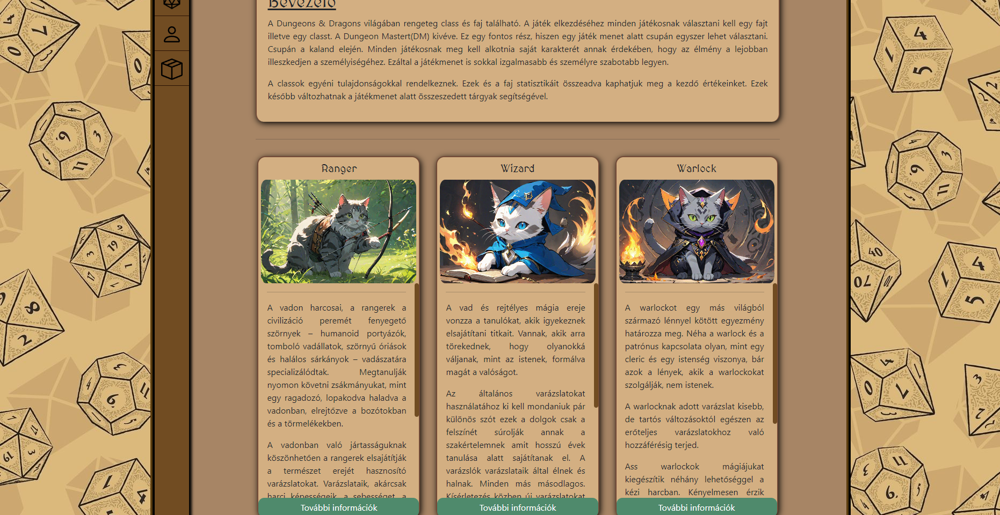 Bevezető
A Dungeons & Dragons világában rengeteg class és faj található. A játék elkezdéséhez minden játékosnak választani kell egy fajt
illetve egy classt. A Dungeon Mastert(DM) kivéve. Ez egy fontos rész, hiszen egy játék menet alatt csupán egyszer lehet választani.
Csupán a kaland elején. Minden játékosnak meg kell alkotnia saját karakterét annak érdekében, hogy az élmény a lejobban
illeszkedjen a személyiségéhez. Ezáltal a játékmenet is sokkal izgalmasabb és személyre szabotabb legyen.
A classok egyéni tulajdonságokkal rendelkeznek. Ezek és a faj statisztikáit összeadva kaphatjuk meg a kezdő értékeinket. Ezek
később változhatnak a játékmenet alatt összeszedett tárgyak segítségével.
Ranger
A vadon harcosai, a rangerek a
civilizáció peremét fenyegető
szörnyek – humanoid portyázók,
tomboló vadállatok, szörnyű óriások
és halálos sárkányok – vadászatára
specializálódtak. Megtanulják
nyomon követni zsákmányukat, mint
egy ragadozó, lopakodva haladva a
vadonban, elrejtőzve a bozótokban
és a törmelékekben.
A vadonban való jártasságuknak
köszönhetően a rangerek elsajátítják
a természet erejét hasznosító
varázslatokat. Varázslataik, akárcsak
harci képességeik, a sebességet, a
További információk
Wizard
A vad és rejtélyes mágia ereje
vonzza a tanulókat, akik igyekeznek
elsajátítani titkait. Vannak, akik arra
törekednek, hogy olyanokká
váljanak, mint az istenek, formálva
magát a valóságot.
Az általános varázslatokat
használatához ki kell mondaniuk pár
különös szót ezek a dolgok csak a
felszínét súrolják annak a
szakértelemnek amit hosszú évek
tanulása alatt sajátítanak el. A
varázslók varázslataik által élnek és
halnak. Minden más másodlagos.
Kísérletezés közben új varázslatokat
További információk
Warlock
A warlockot egy más világból
származó lénnyel kötött egyezmény
határozza meg. Néha a warlock és a
patrónus kapcsolata olyan, mint egy
cleric és egy istenség viszonya, bár
azok a lények, akik a warlockokat
szolgálják, nem istenek.
A warlocknak adott varázslat kisebb,
de tartós változásoktól egészen az
erőteljes varázslatokhoz való
hozzáférésig terjed.
Ass warlockok mágiájukat
kiegészítik néhány lehetőséggel a
kézi harcban. Kényelmesen érzik
További információk